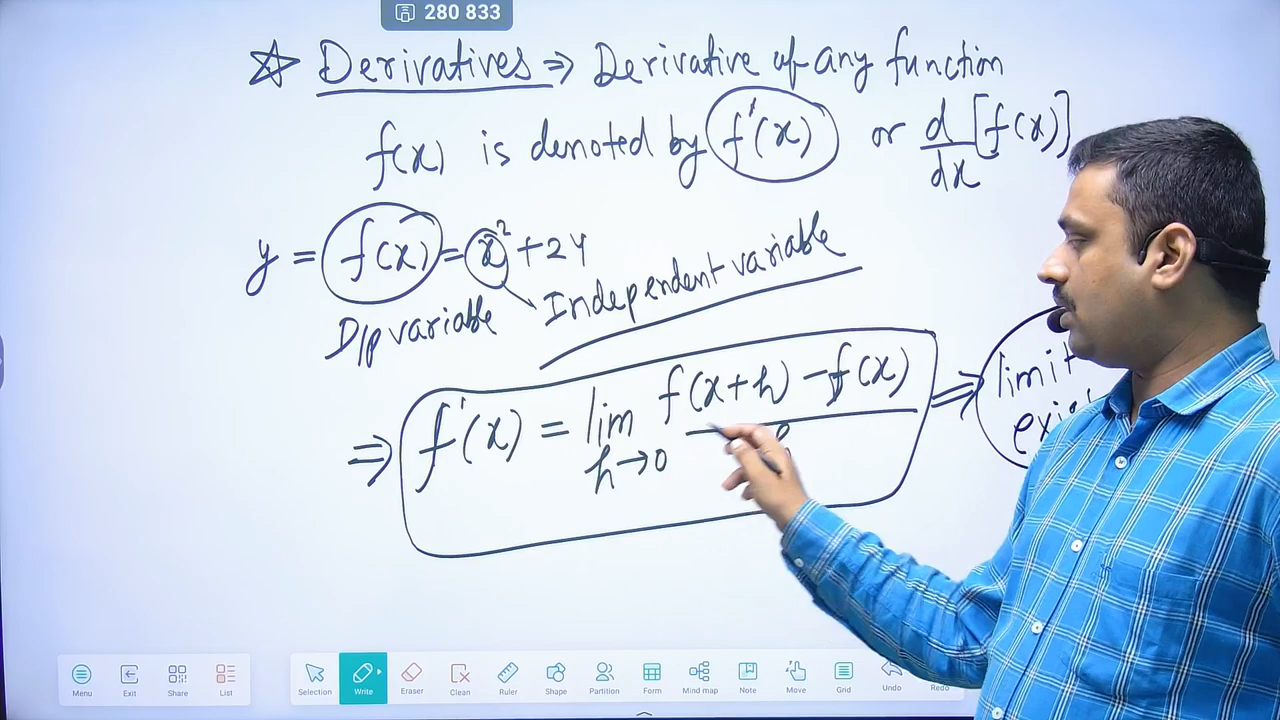 280 833
☆ Derivatives ⇒ Derivative of any function
f(x) is denoted by f'(x) or d/dx [f(x)]
y = f(x) = x² + 24
D/p variable Independent variable
⇒ f'(x) = lim h→0 f(x+h) - f(x) ⇒ limit
Menu Exit Share List Selection Write Eraser Clean Ruler Shape Partition Form Mind map Note Move Grid Undo Redo